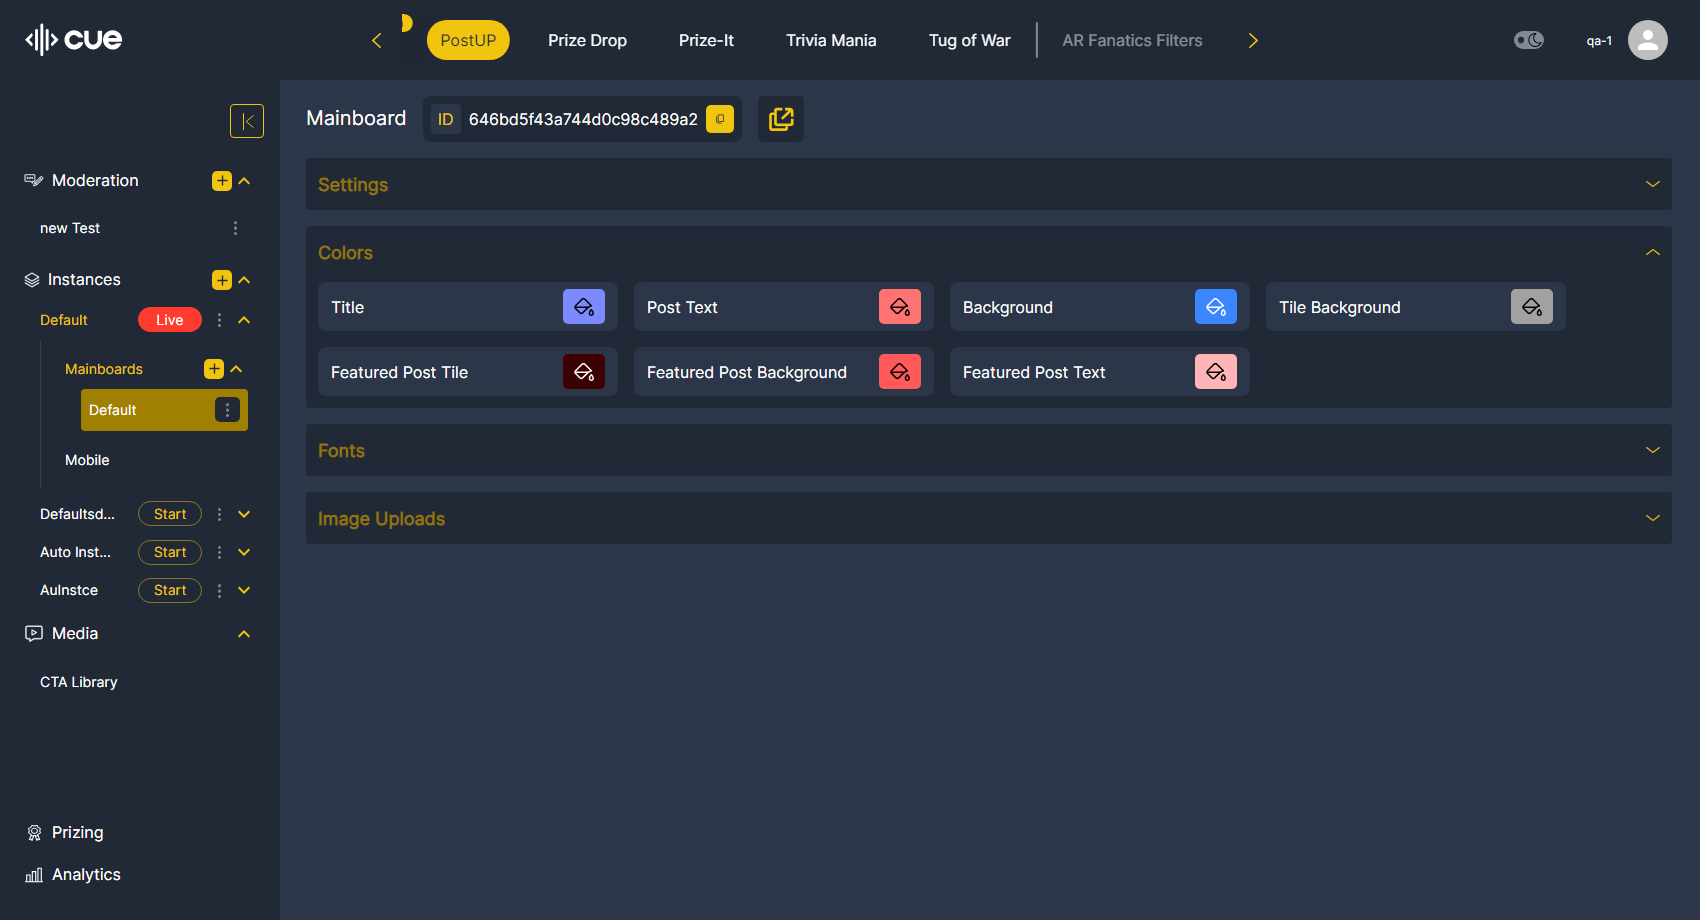 cue
PostUP
Prize Drop
Prize-It
Trivia Mania
Tug of War
AR Fanatics Filters
qa-1
Mainboard
ID
646bd5f43a744d0c98c489a2
Moderation
new Test
Instances
Default
Live
Mainboards
Default
Mobile
Defaultsd...
Start
Auto Inst...
Start
AuInstce
Start
Media
CTA Library
Prizing
Analytics
Settings
Colors
Title
Post Text
Background
Tile Background
Featured Post Tile
Featured Post Background
Featured Post Text
Fonts
Image Uploads